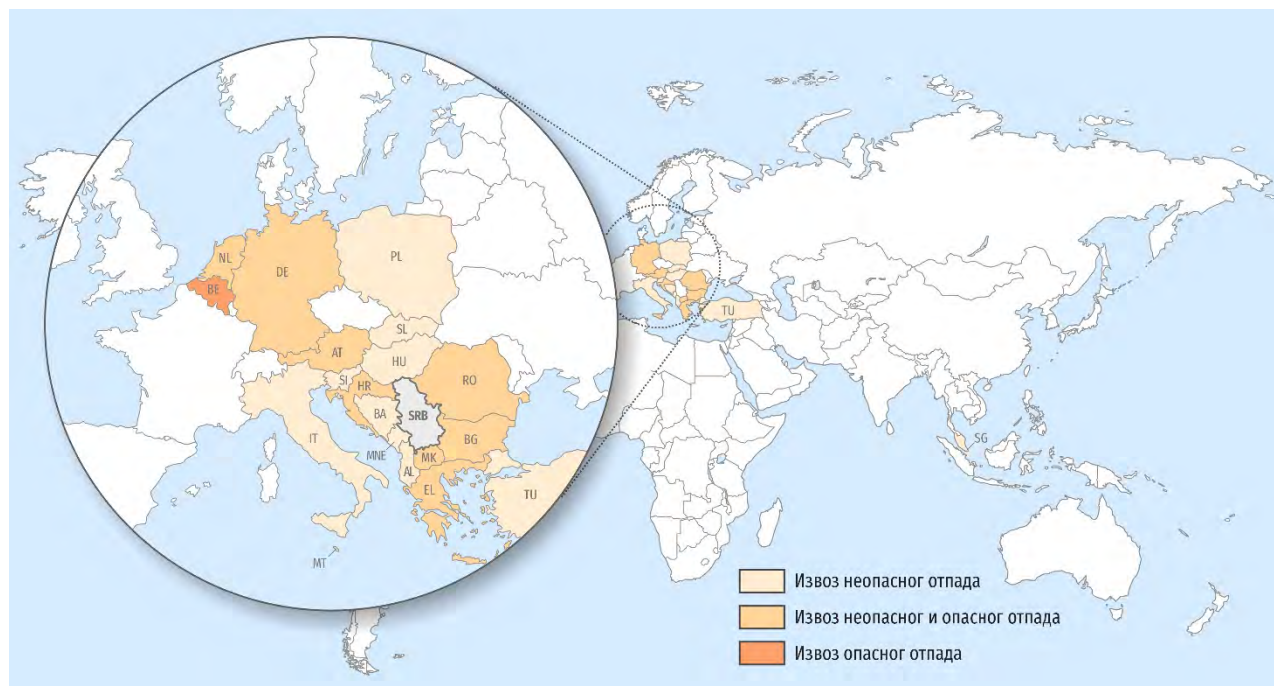 NL
DE
PL
BE
SL
AT
HU
SI
HR
RO
BA
SRB
IT
BG
MNE
MK
AL
EL
TU
MT
TU
SG
Извоз неопасног отпада
Извоз неопасног и опасног отпада
Извоз опасног отпада